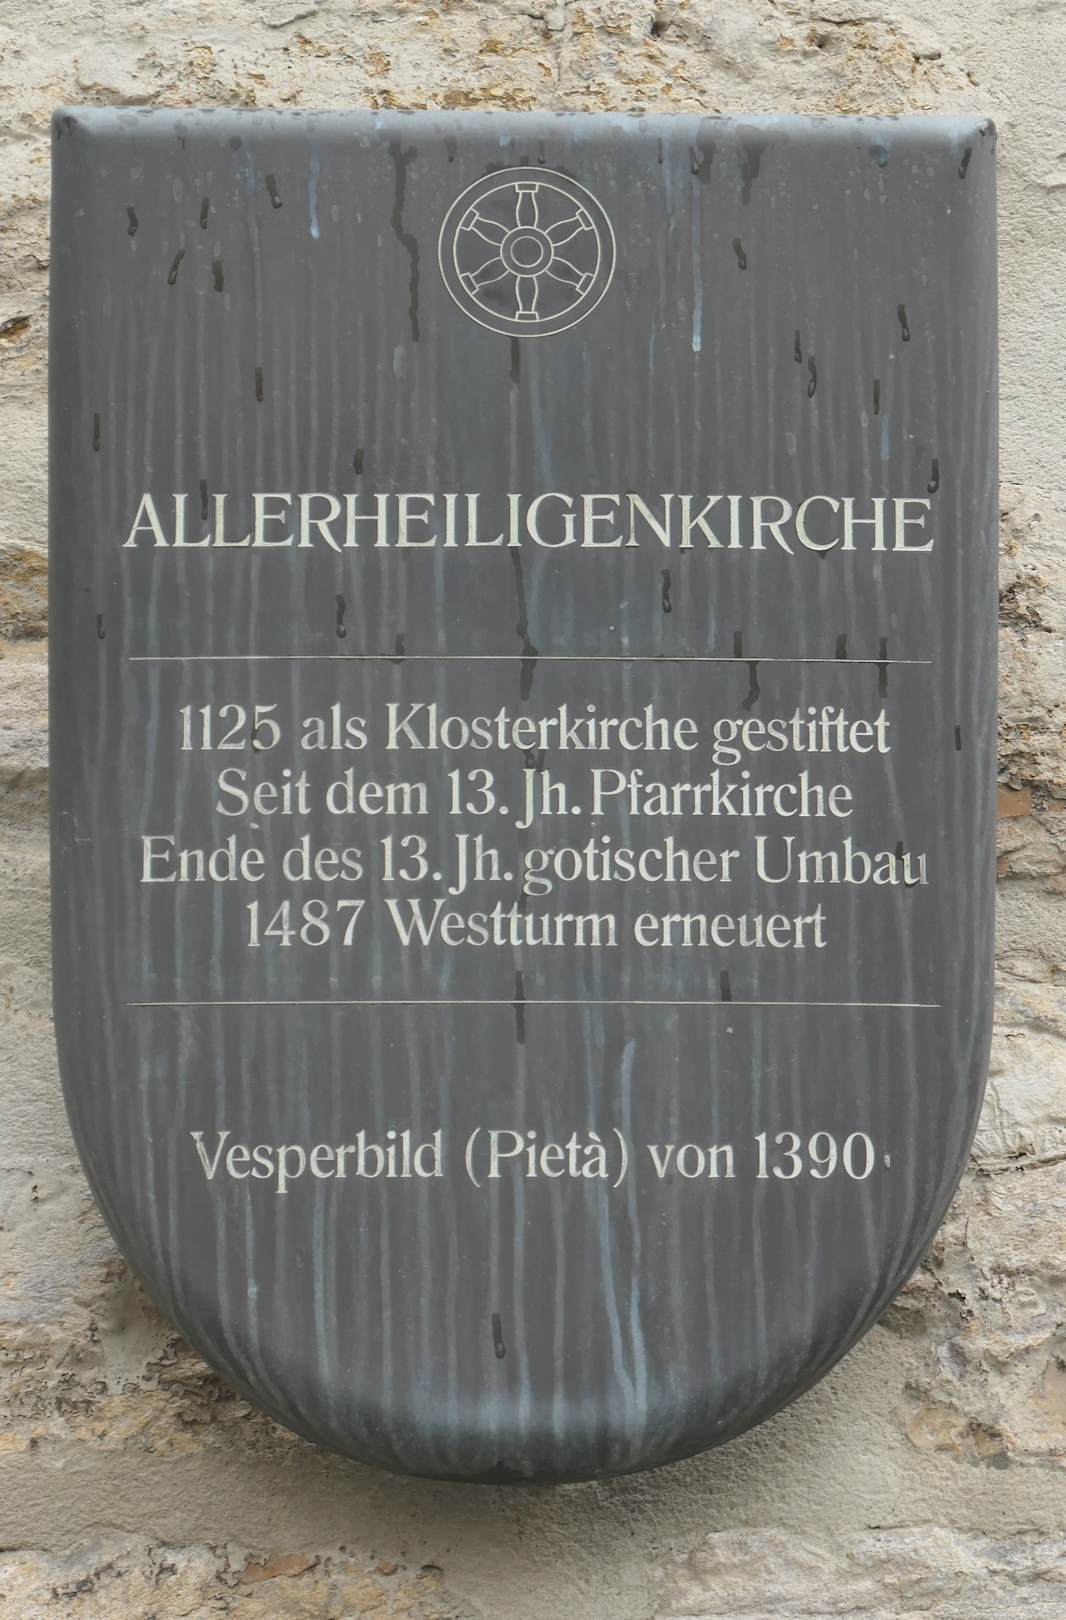 ALLERHEILIGENKIRCHE
1125 als Klosterkirche gestiftet
Seit dem 13. Jh. Pfarrkirche
Ende des 13. Jh. gotischer Umbau
1487 Westturm erneuert
Vesperbild (Pietà) von 1390